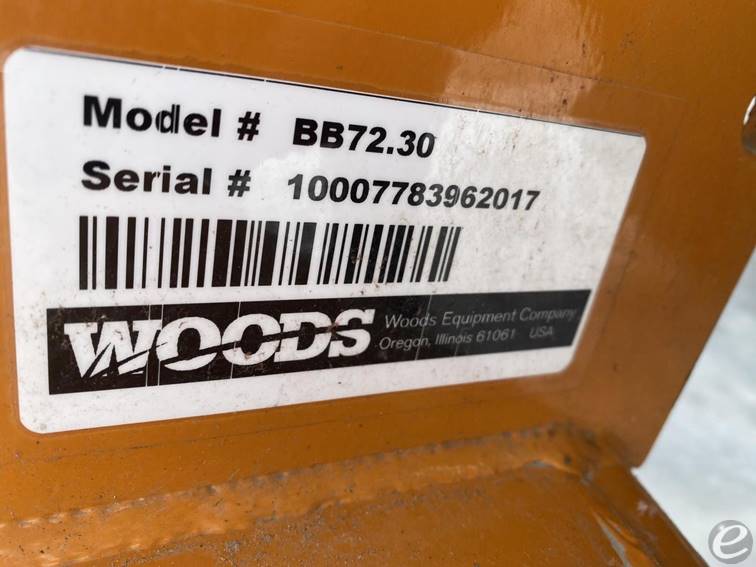 Model # BB72.30
Serial # 10007783962017
WOODS
Woods Equipment Company
Oregon, Illinois 61061 USA
e